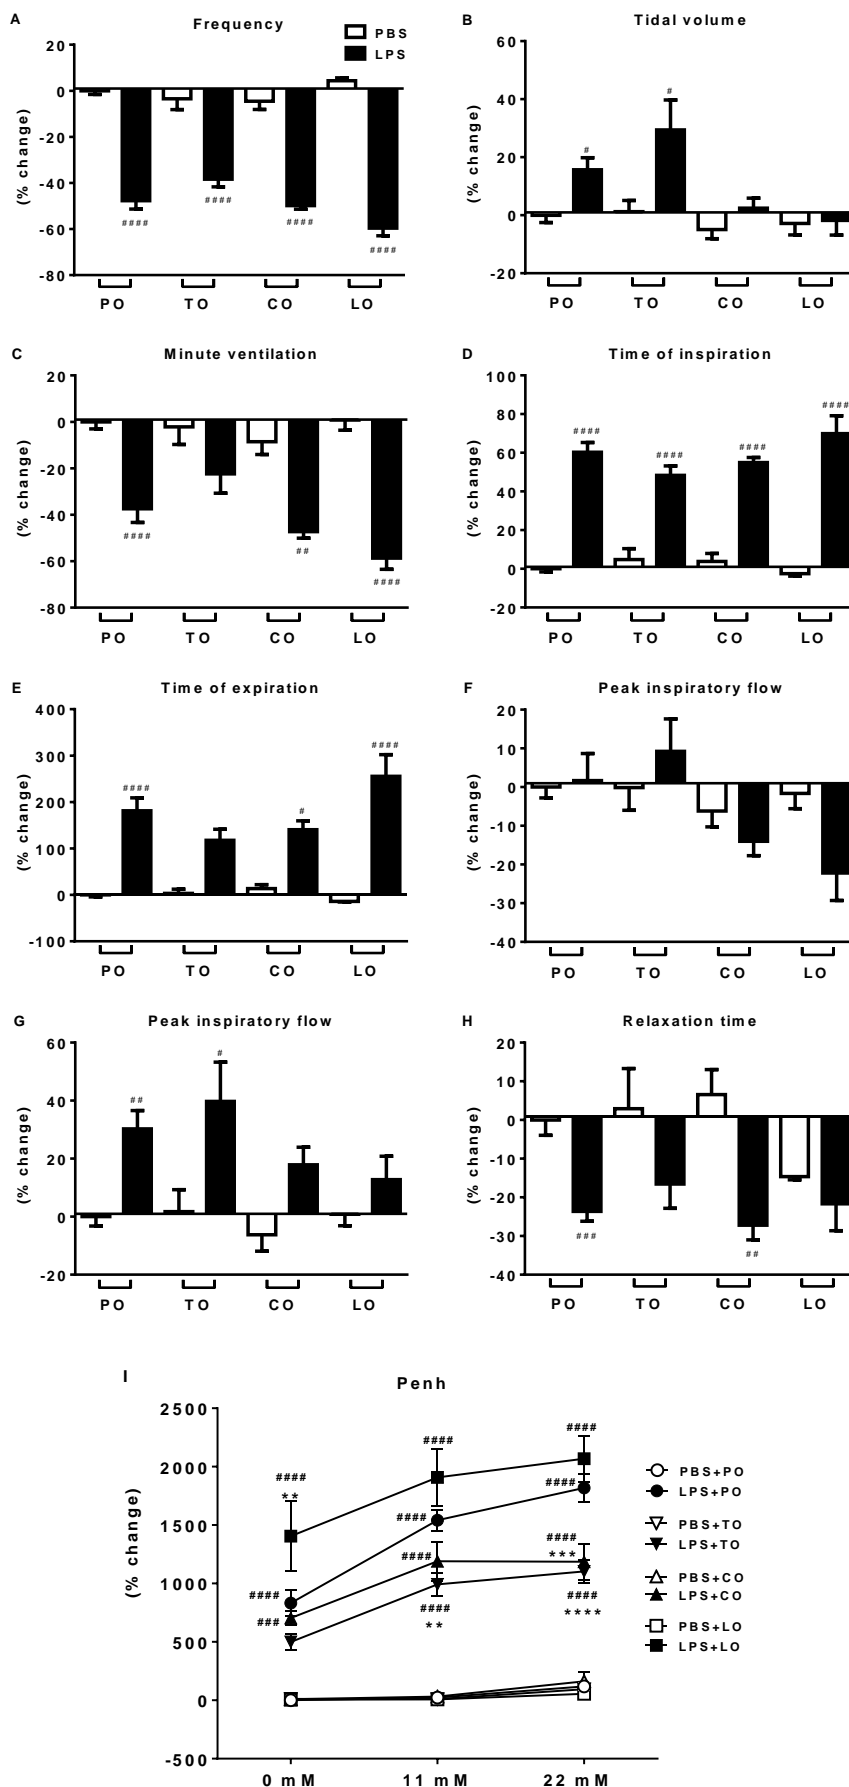 A
Frequency
PBS
LPS
(% change)
20
0
-20
-40
-60
-80
####
####
####
####
PO TO CO LO
B
Tidal volume
(% change)
60
40
20
0
-20
#
#
PO TO CO LO
C
Minute ventilation
(% change)
20
0
-20
-40
-60
-80
####
##
####
PO TO CO LO
D
Time of inspiration
(% change)
100
80
60
40
20
0
-20
####
####
####
####
PO TO CO LO
E
Time of expiration
(% change)
400
300
200
100
0
-100
####
#
####
PO TO CO LO
F
Peak inspiratory flow
(% change)
20
10
0
-10
-20
-30
-40
PO TO CO LO
G
Peak inspiratory flow
(% change)
60
40
20
0
-20
##
#
PO TO CO LO
H
Relaxation time
(% change)
20
10
0
-10
-20
-30
-40
###
##
PO TO CO LO
I
Penh
(% change)
2500
2000
1500
1000
500
0
-500
####
**
####
###
####
####
####
####
**
####
####
####
***
####
****
0 mM 11 mM 22 mM
PBS+PO
LPS+PO
PBS+TO
LPS+TO
PBS+CO
LPS+CO
PBS+LO
LPS+LO